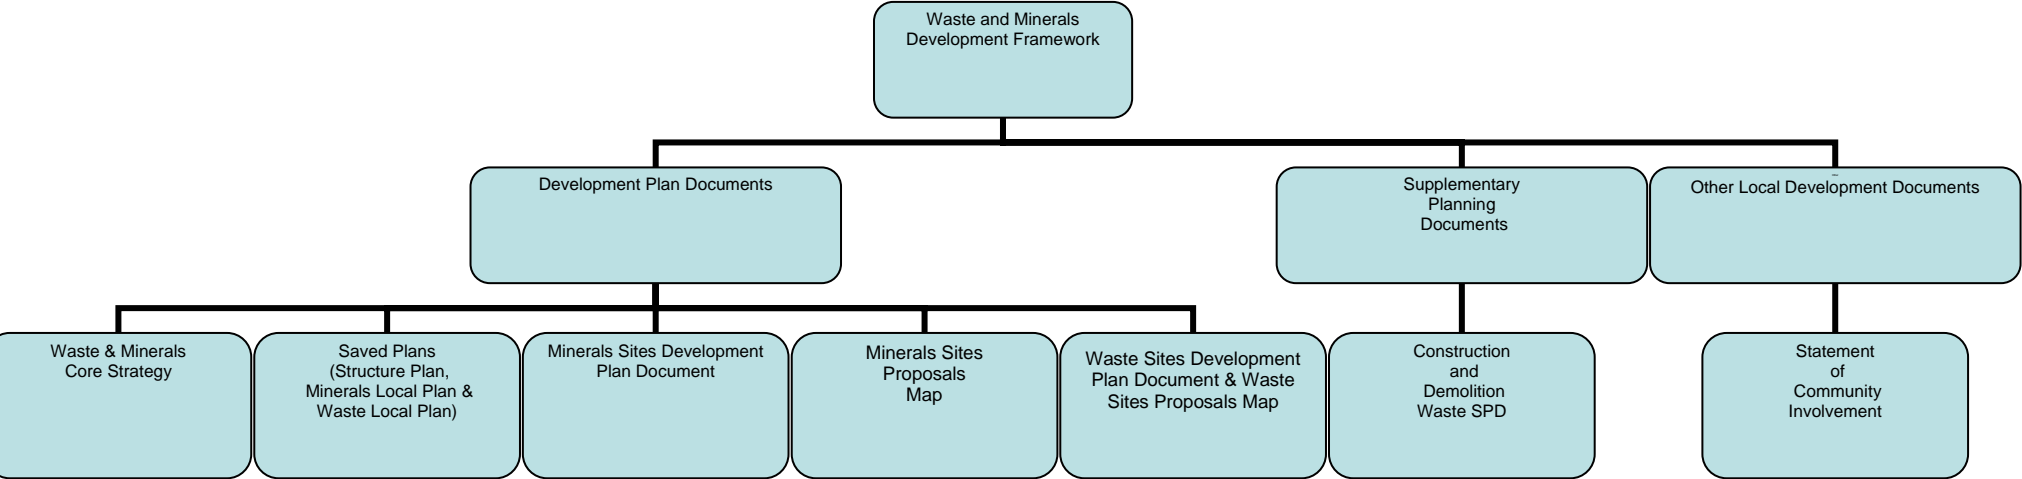 Waste and Minerals
Development Framework
Development Plan Documents
Supplementary
Planning
Documents
Other Local Development Documents
Waste & Minerals
Core Strategy
Saved Plans
(Structure Plan,
Minerals Local Plan &
Waste Local Plan)
Minerals Sites Development
Plan Document
Minerals Sites
Proposals
Map
Waste Sites Development
Plan Document & Waste
Sites Proposals Map
Construction
and
Demolition
Waste SPD
Statement
of
Community
Involvement